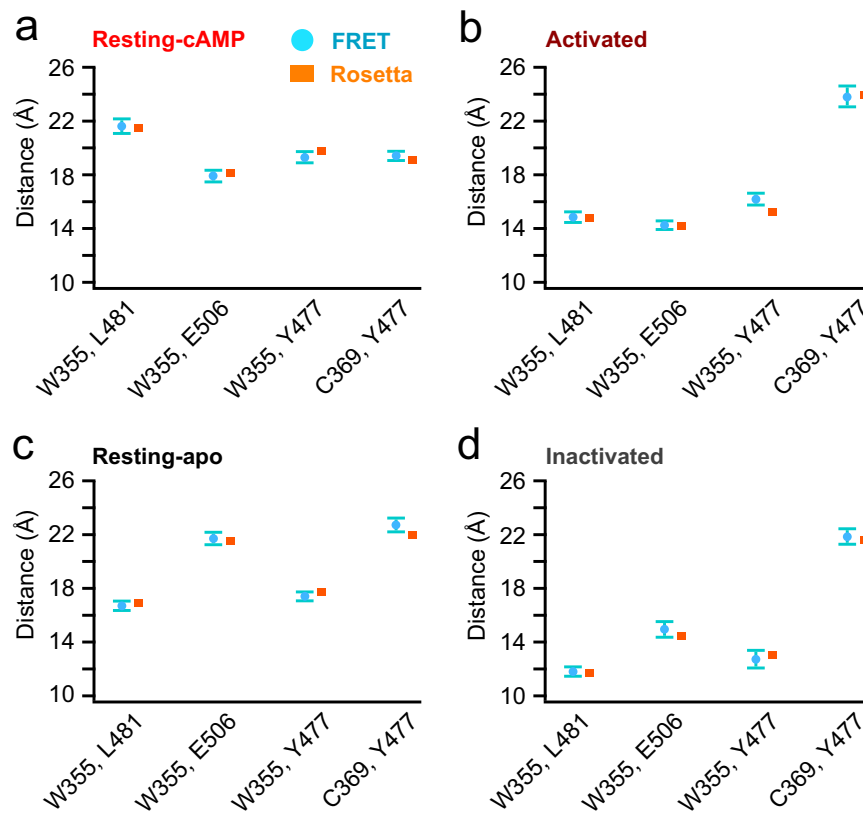 a
Resting-cAMP
FRET
Rosetta
Distance (Å)
26
22
18
14
10
W355, L481
W355, E506
W355, Y477
C369, Y477
b
Activated
Distance (Å)
26
22
18
14
10
W355, L481
W355, E506
W355, Y477
C369, Y477
c
Resting-apo
Distance (Å)
26
22
18
14
10
W355, L481
W355, E506
W355, Y477
C369, Y477
d
Inactivated
Distance (Å)
26
22
18
14
10
W355, L481
W355, E506
W355, Y477
C369, Y477